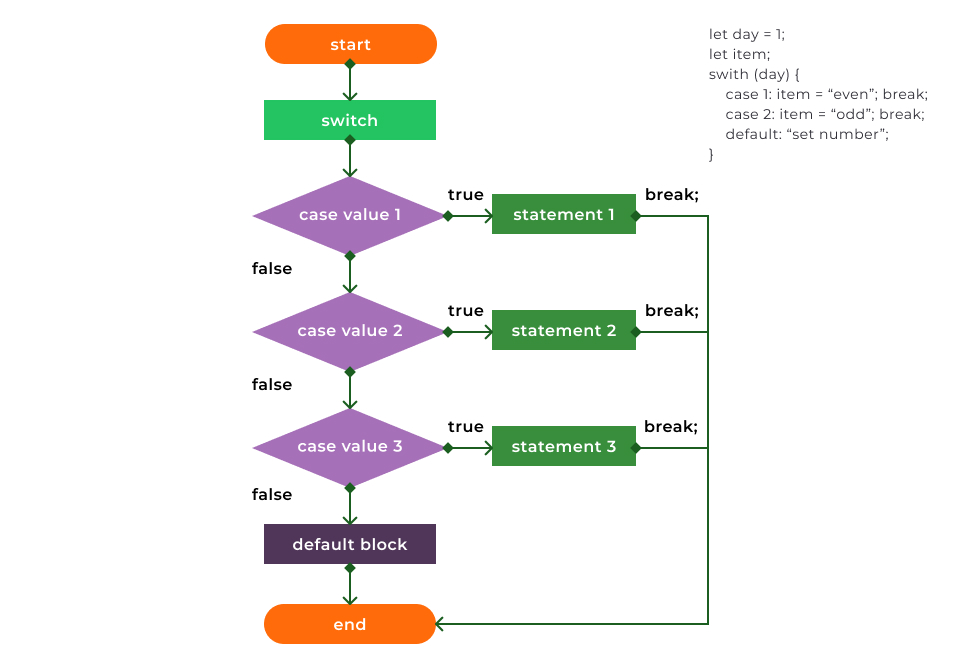 start
let day = 1;
let item;
swith (day) {
case 1: item = “even”; break;
case 2: item = “odd”; break;
default: “set number”;
}
switch
case value 1
true
statement 1
break;
false
case value 2
true
statement 2
break;
false
case value 3
true
statement 3
break;
false
default block
end